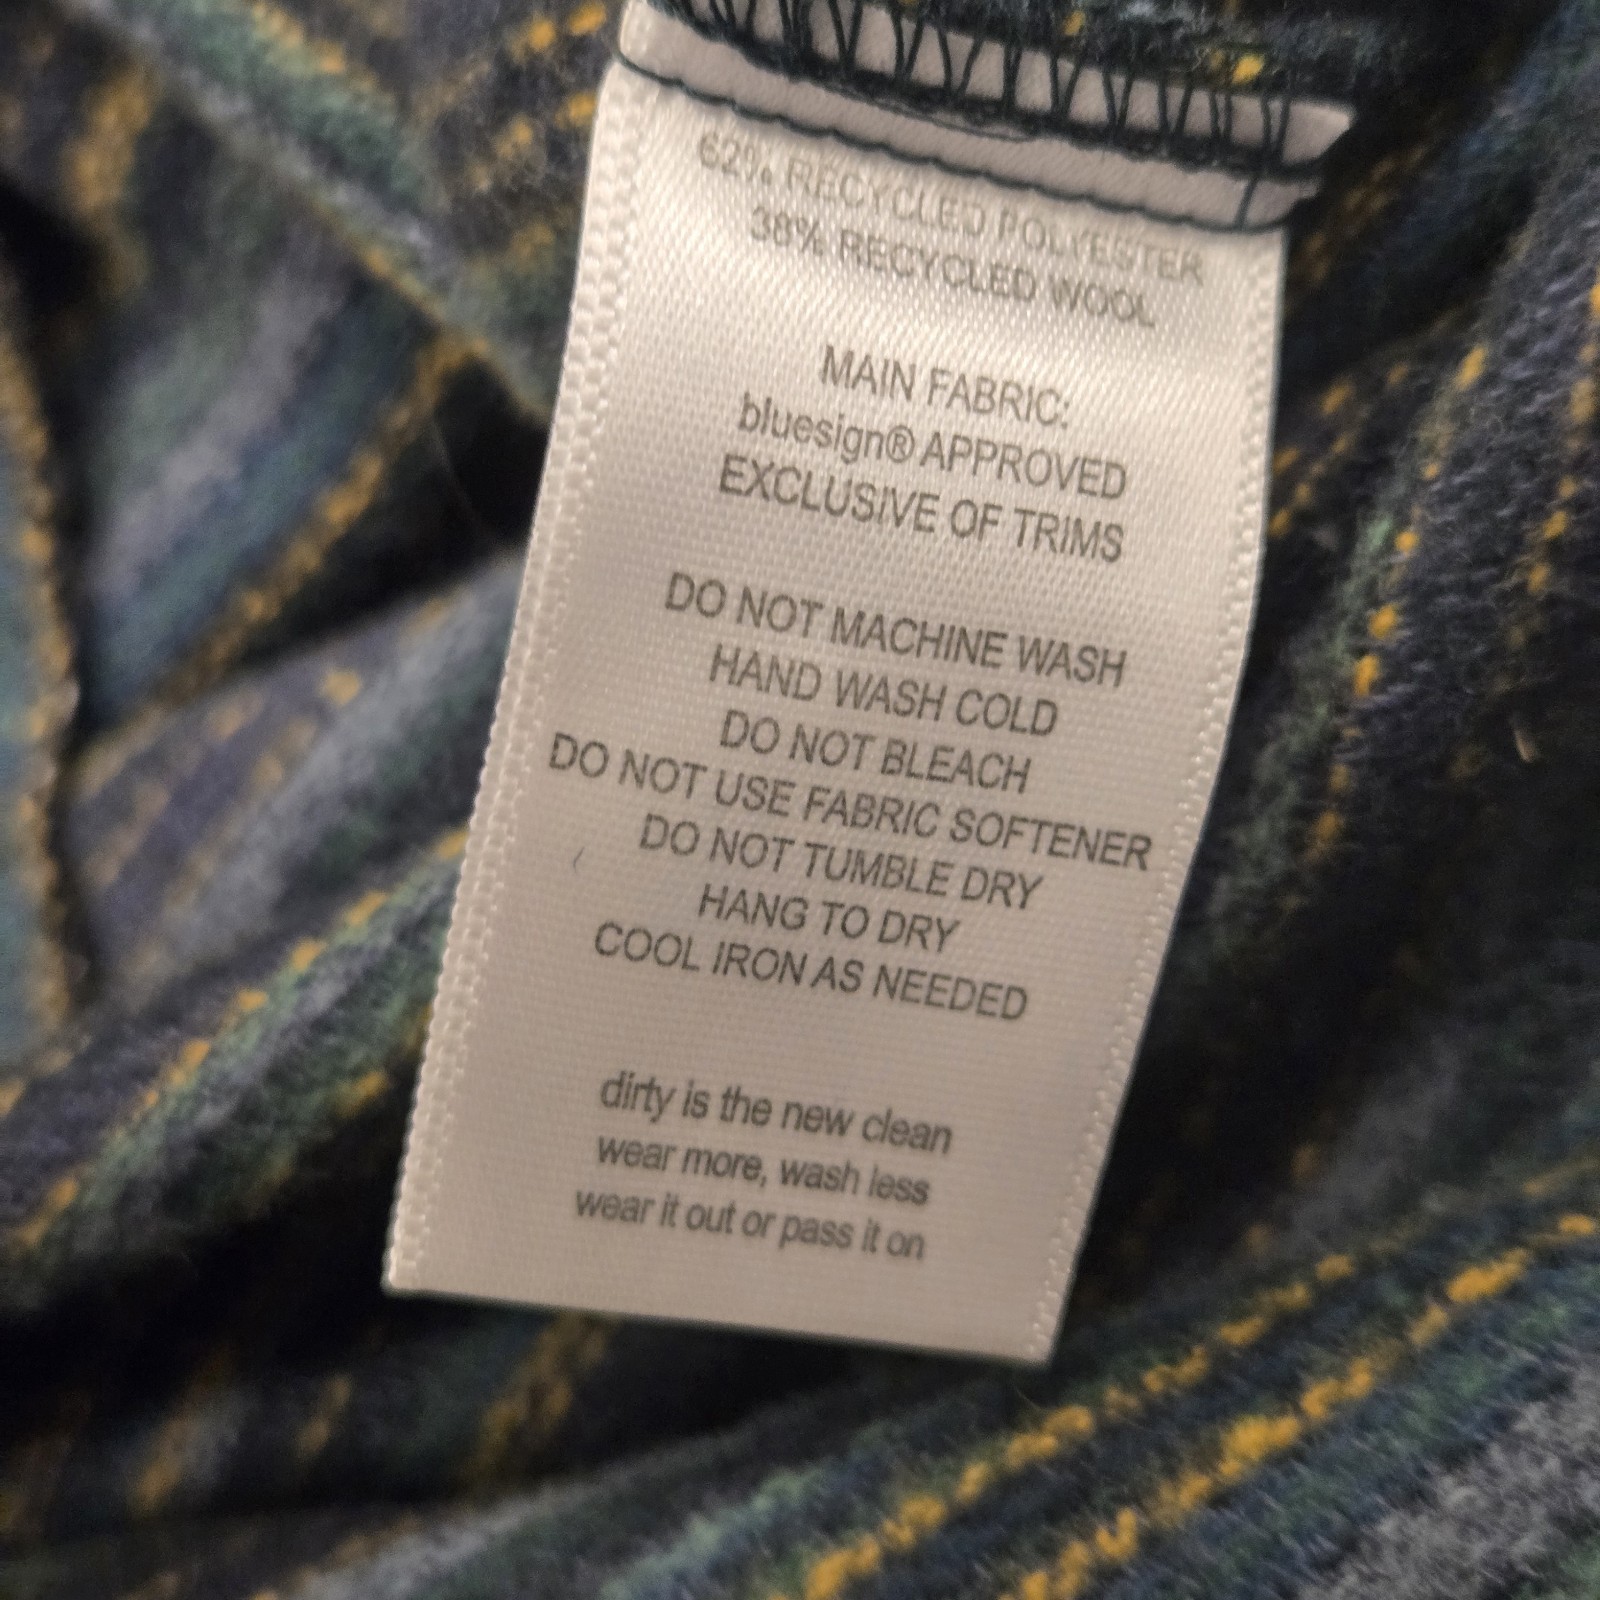 62% RECYCLED POLYESTER
38% RECYCLED WOOL
MAIN FABRIC:
bluesign® APPROVED
EXCLUSIVE OF TRIMS
DO NOT MACHINE WASH
HAND WASH COLD
DO NOT BLEACH
DO NOT USE FABRIC SOFTENER
DO NOT TUMBLE DRY
HANG TO DRY
COOL IRON AS NEEDED
dirty is the new clean
wear more, wash less
wear it out or pass it on